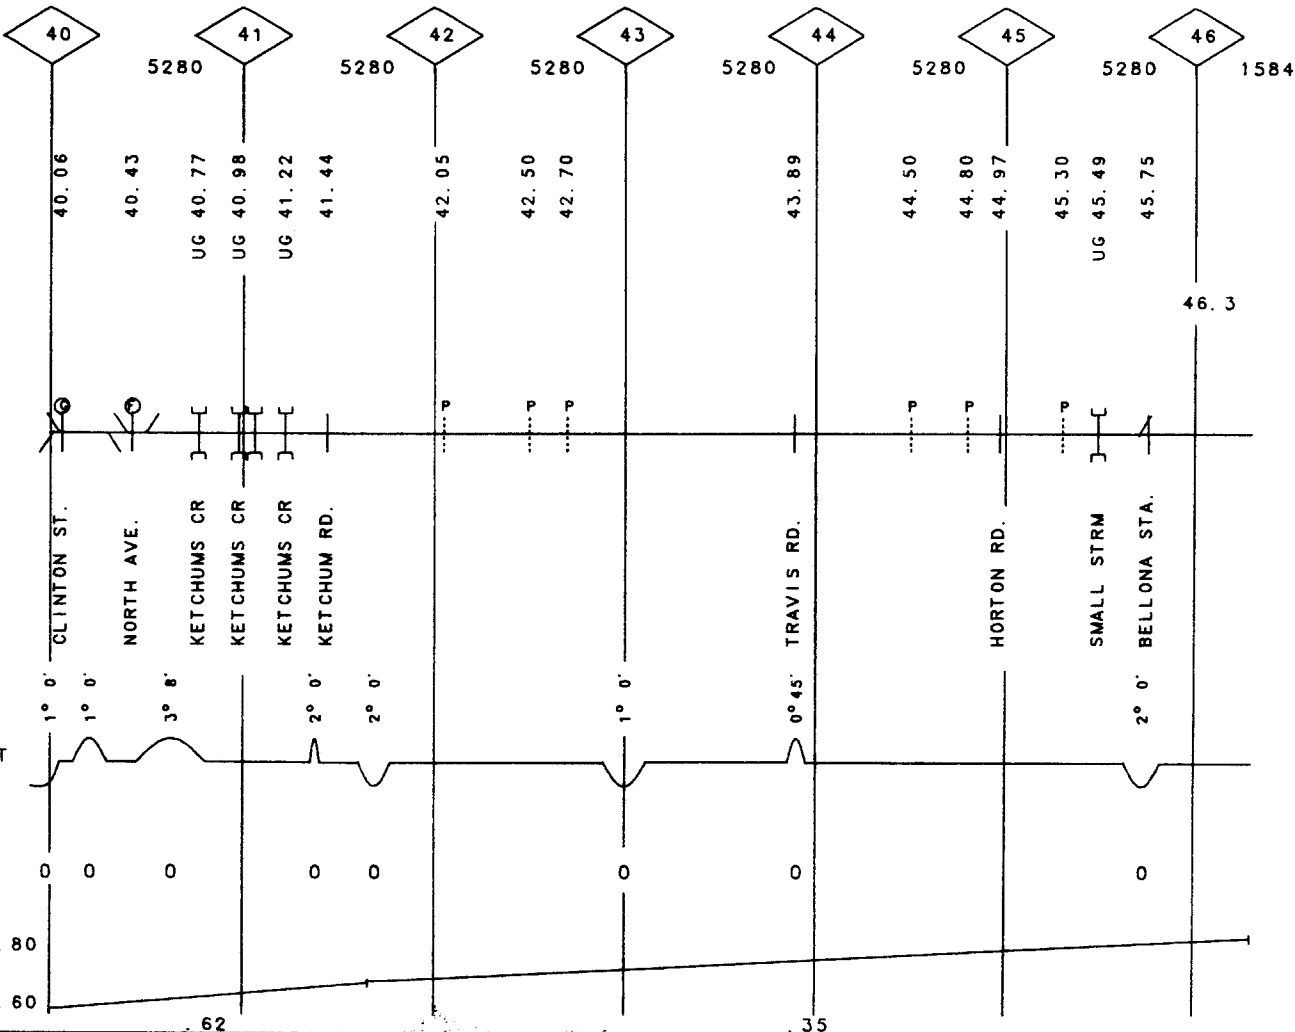 40 41 42 43 44 45 46
5280 5280 5280 5280 5280 5280 1584
40.06
40.43
UG 40.77
UG 40.98
UG 41.22
41.44
42.05
42.50
42.70
43.89
44.50
44.80
44.97
45.30
UG 45.49
45.75
46.3
P P P P P P
CLINTON ST.
NORTH AVE.
KETCHUMS CR
KETCHUMS CR
KETCHUMS CR
KETCHUM RD.
TRAVIS RD.
HORTON RD.
SMALL STRM
BELLONA STA.
1° 0'
1° 0'
3° 8'
2° 0'
2° 0'
1° 0'
0° 45'
2° 0'
T
0 0 0 0 0 0 0 0
80
60
.62 .35